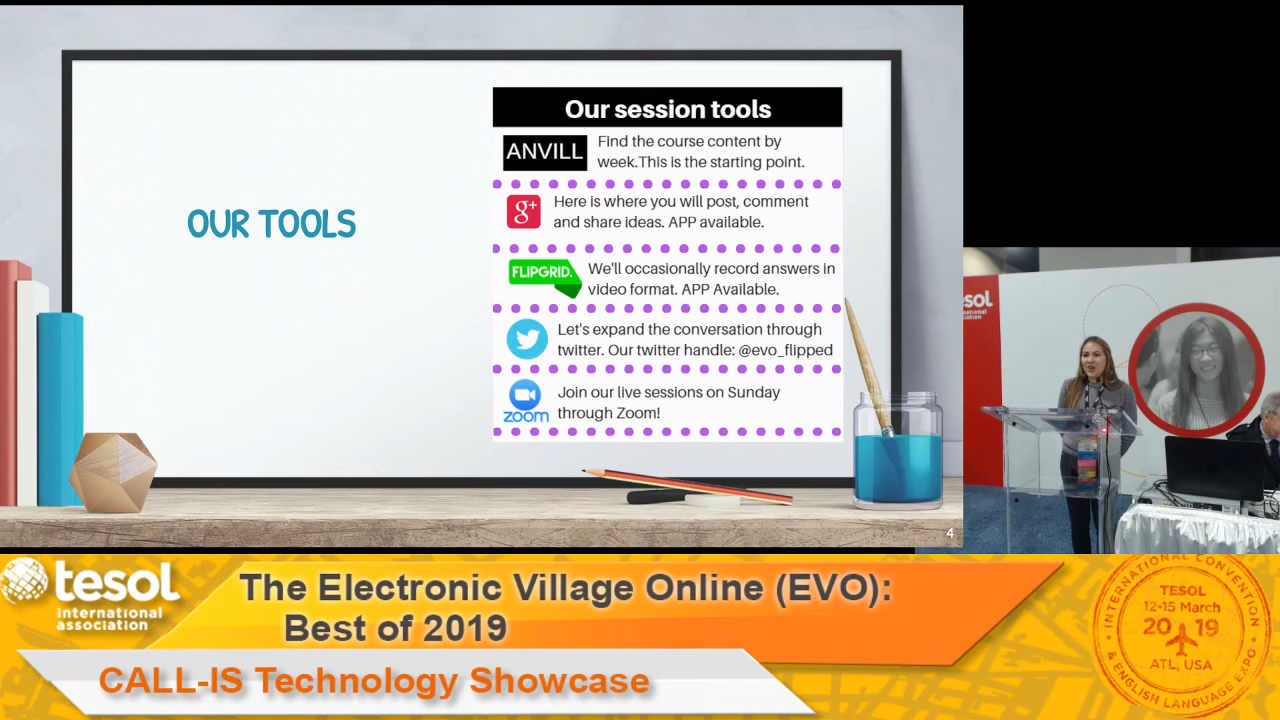 OUR TOOLS
Our session tools
ANVILL
Find the course content by
week.This is the starting point.
g+
Here is where you will post, comment
and share ideas. APP available.
FLIPGRID.
We'll occasionally record answers in
video format. APP Available.
Let's expand the conversation through
twitter. Our twitter handle: @evo_flipped
zoom
Join our live sessions on Sunday
through Zoom!
4
tesol
international
association
The Electronic Village Online (EVO):
Best of 2019
CALL-IS Technology Showcase
INTERNATIONAL CONVENTION
TESOL
12-15 March
20 19
ATL, USA
& ENGLISH LANGUAGE EXPO